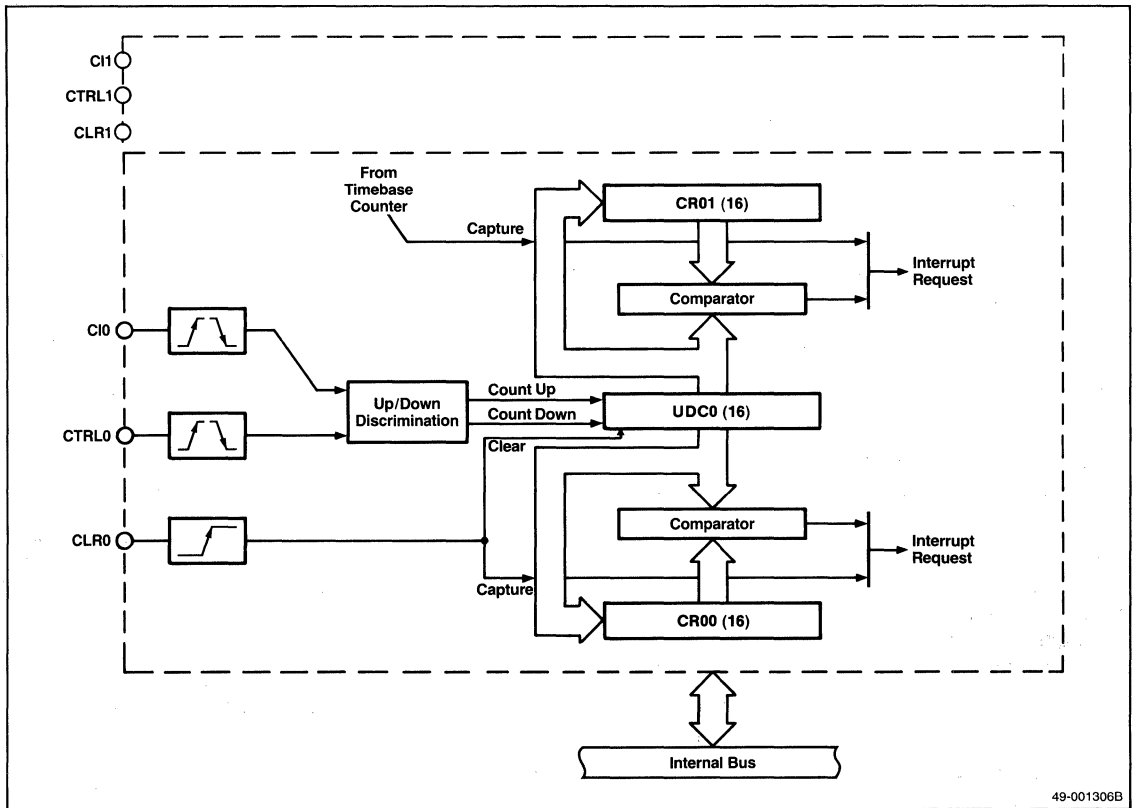 CI1
CTRL1
CLR1
From
Timebase
Counter
CR01 (16)
Capture
Interrupt
Request
Comparator
CI0
Up/Down
Discrimination
Count Up
Count Down
UDC0 (16)
CTRL0
Clear
Comparator
CLR0
Interrupt
Request
Capture
CR00 (16)
Internal Bus
49-001306B